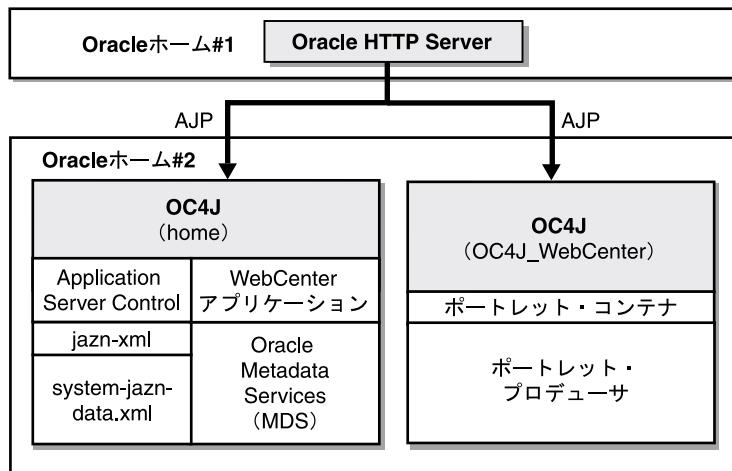 Oracleホーム#1
Oracle HTTP Server
AJP
AJP
Oracleホーム#2
OC4J
（home）
Application
Server Control
WebCenter
アプリケーション
jazn-xml
system-jazn-
data.xml
Oracle
Metadata
Services
（MDS）
OC4J
（OC4J_WebCenter）
ポートレット・コンテナ
ポートレット・
プロデューサ